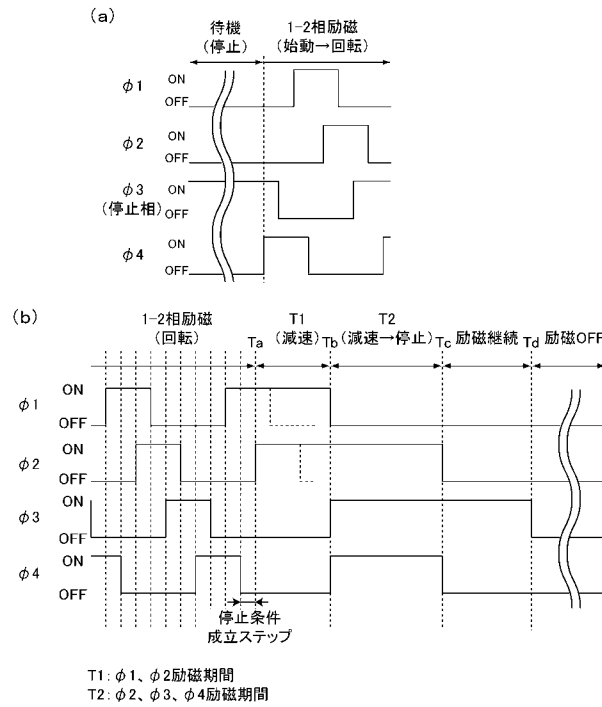 (a)
待機 1-2相励磁
(停止) (始動→回転)
φ1 ON
OFF
φ2 ON
OFF
φ3 ON
(停止相) OFF
φ4 ON
OFF
(b)
1-2相励磁 T1 T2
(回転) Ta (減速) Tb (減速→停止) Tc 励磁継続 Td 励磁OFF
ON
φ1
OFF
ON
φ2
OFF
ON
φ3
OFF
ON
φ4
OFF
停止条件
成立ステップ
T1:φ1、φ2励磁期間
T2:φ2、φ3、φ4励磁期間